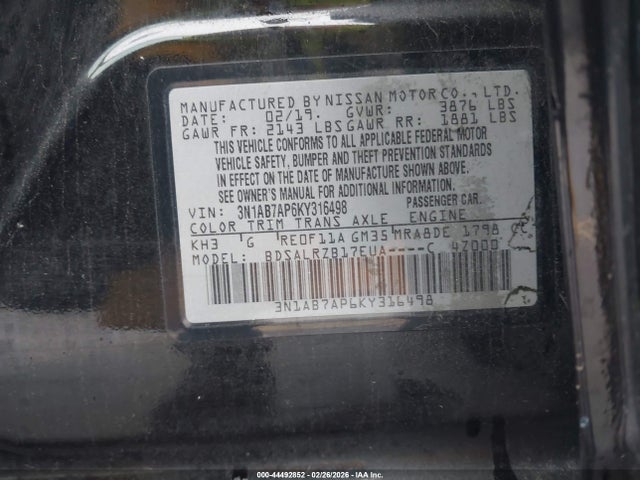 MANUFACTURED BY NISSAN MOTOR CO., LTD.
DATE: 02/19. GVWR: 3876 LBS
GAWR FR: 2143 LBS GAWR RR: 1881 LBS
THIS VEHICLE CONFORMS TO ALL APPLICABLE FEDERAL MOTOR
VEHICLE SAFETY, BUMPER AND THEFT PREVENTION STANDARDS
IN EFFECT ON THE DATE OF MANUFACTURE SHOWN ABOVE.
SEE OWNER'S MANUAL FOR ADDITIONAL INFORMATION
VIN: 3N1AB7AP6KY316498 PASSENGER CAR
COLOR TRIM TRANS AXLE ENGINE
KH3 G RE0F11A GM35 MRA8DE 1798 CC
MODEL: BDSALRZB17EUA----C 42000
3N1AB7AP6KY316498
000-44492852 - 02/26/2026 - IAA Inc.